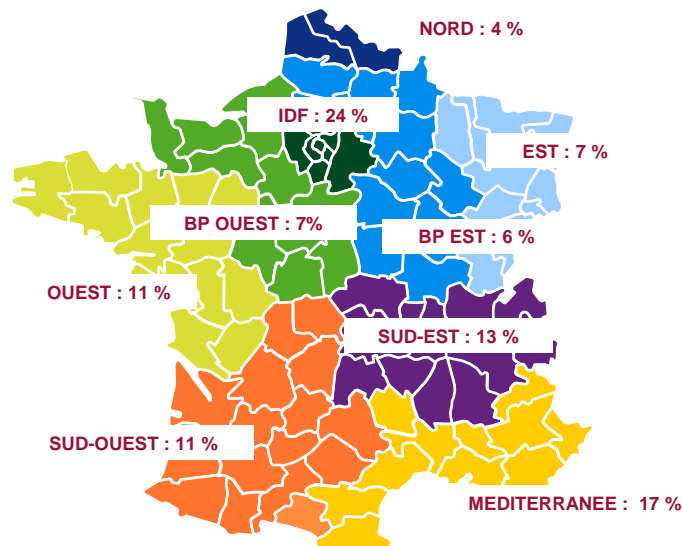 NORD : 4 %
IDF : 24 %
EST : 7 %
BP OUEST : 7%
BP EST : 6 %
OUEST : 11 %
SUD-EST : 13 %
SUD-OUEST : 11 %
MEDITERRANEE : 17 %